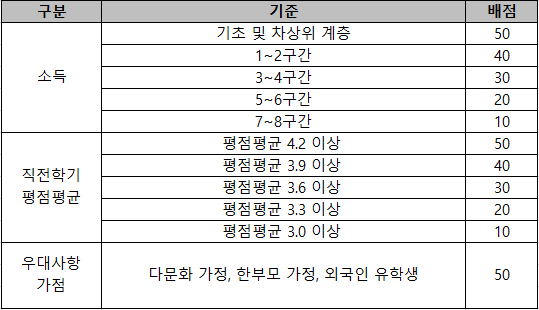 구분 기준 배점
소득
기초 및 차상위 계층 50
1~2구간 40
3~4구간 30
5~6구간 20
7~8구간 10
직전학기
평점평균
평점평균 4.2 이상 50
평점평균 3.9 이상 40
평점평균 3.6 이상 30
평점평균 3.3 이상 20
평점평균 3.0 이상 10
우대사항
가점
다문화 가정, 한부모 가정, 외국인 유학생 50